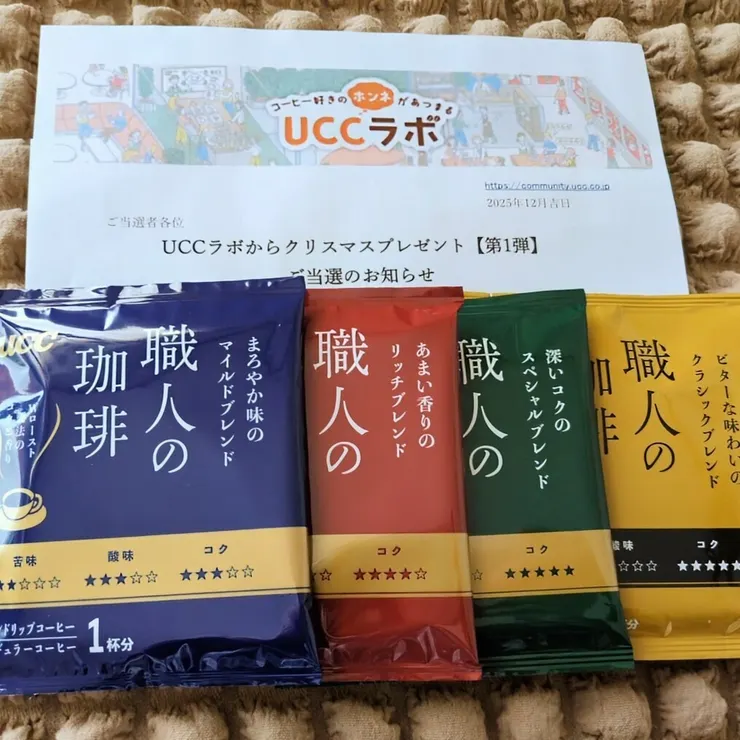 コーヒー好きのホンネがあつまる
UCCラボ
https://community.ucc.co.jp
2025年12月吉日
ご当選者各位
UCCラボからクリスマスプレゼント【第1弾】
ご当選のお知らせ
ucc
まろやか味の
マイルドブレンド
職人の
珈琲
苦味
酸味
コク
★★★☆☆
★★★☆☆
ドリップコーヒー
ギュラーコーヒー
1杯分
あまい香りの
リッチブレンド
職人の
コク
★★★★☆
深いコクの
スペシャルブレンド
職人の
コク
★★★★★
ビターな味わいの
クラシックブレンド
職人の
珈琲
酸味
コク